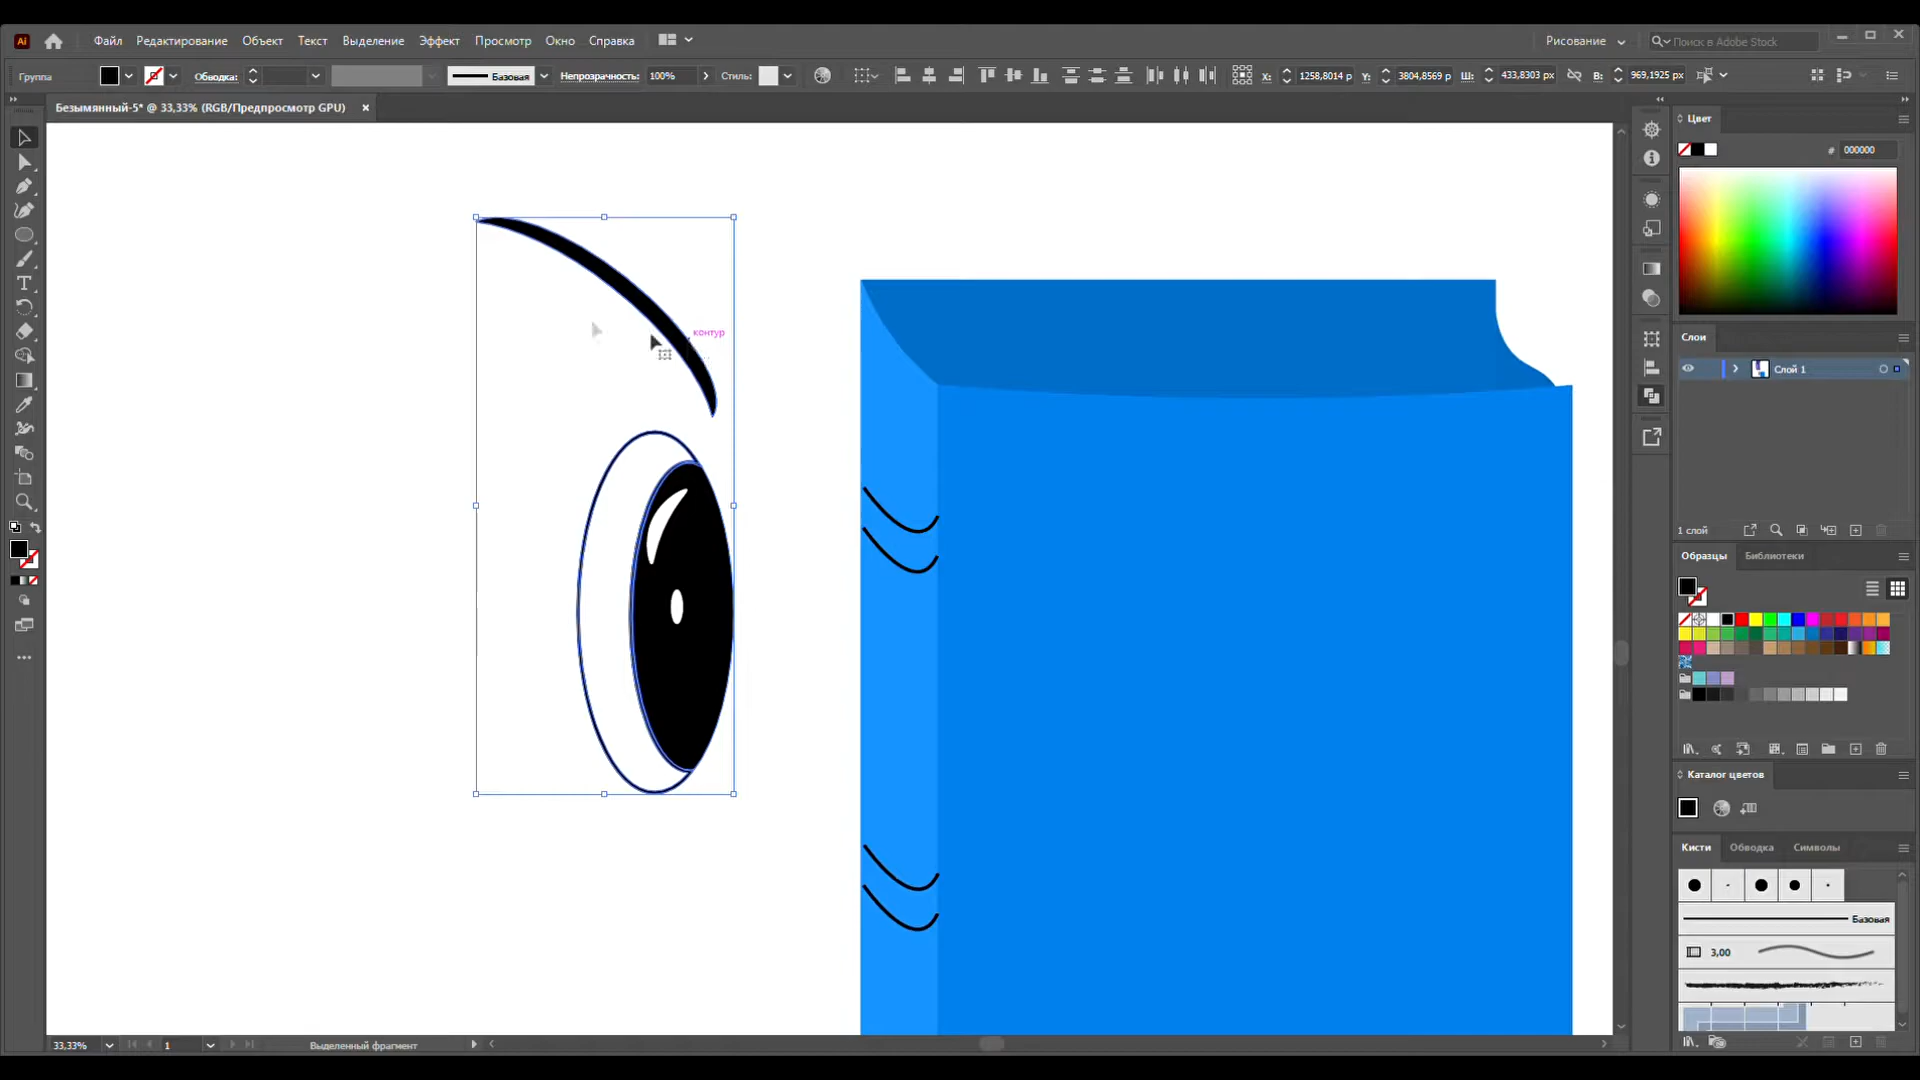 Ai Файл Редактирование Объект Текст Выделение Эффект Просмотр Окно Справка Рисование Поиск в Adobe Stock
Группа Обводка: Базовая Непрозрачность: 100% Стиль: X: 1258,8014 p Y: 3804,8569 p Ш: 433,8303 px В: 969,1925 px
Безымянный-5* @ 33,33% (RGB/Предпросмотр GPU)
Цвет
# 000000
контур
Слои
Слой 1
1 слой
Образцы Библиотеки
Каталог цветов
Кисти Обводка Символы
Базовая
3,00
33,33% 1 Выделенный фрагмент